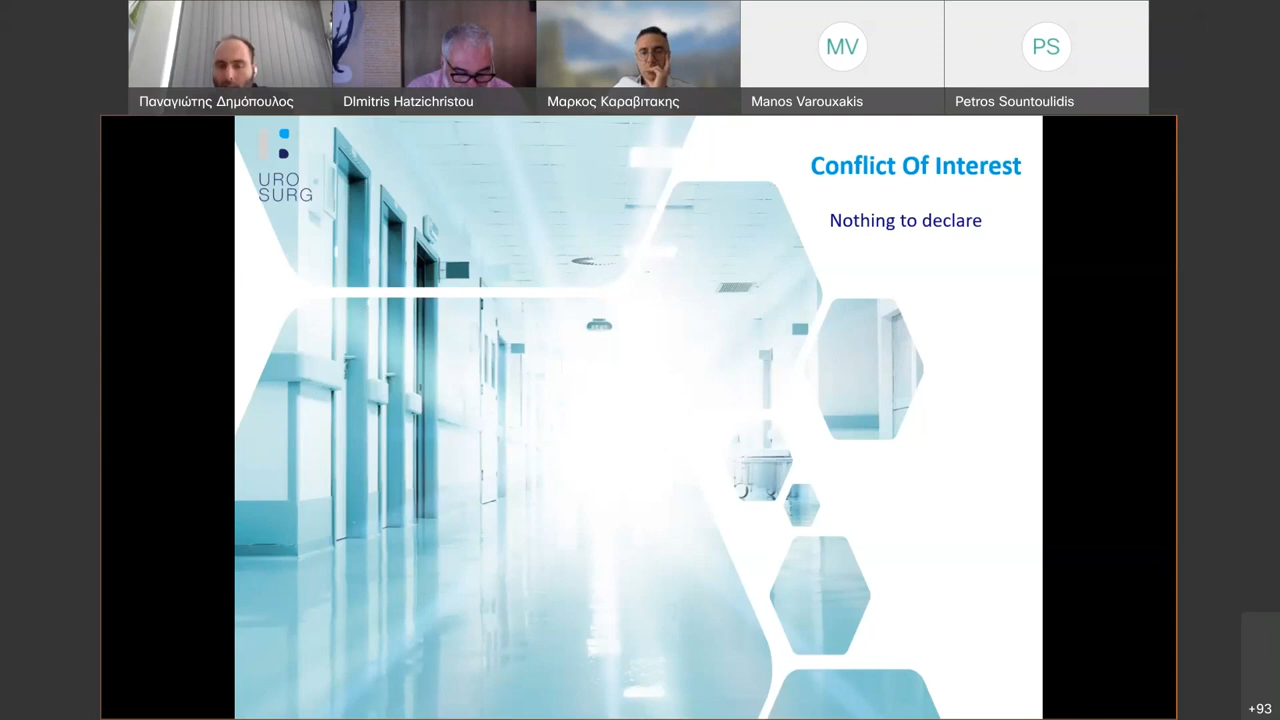 MV
PS
Παναγιώτης Δημόπουλος
DImitris Hatzichristou
Μαρκος Καραβιτακης
Manos Varouxakis
Petros Sountoulidis
URO
SURG
Conflict Of Interest
Nothing to declare
+93